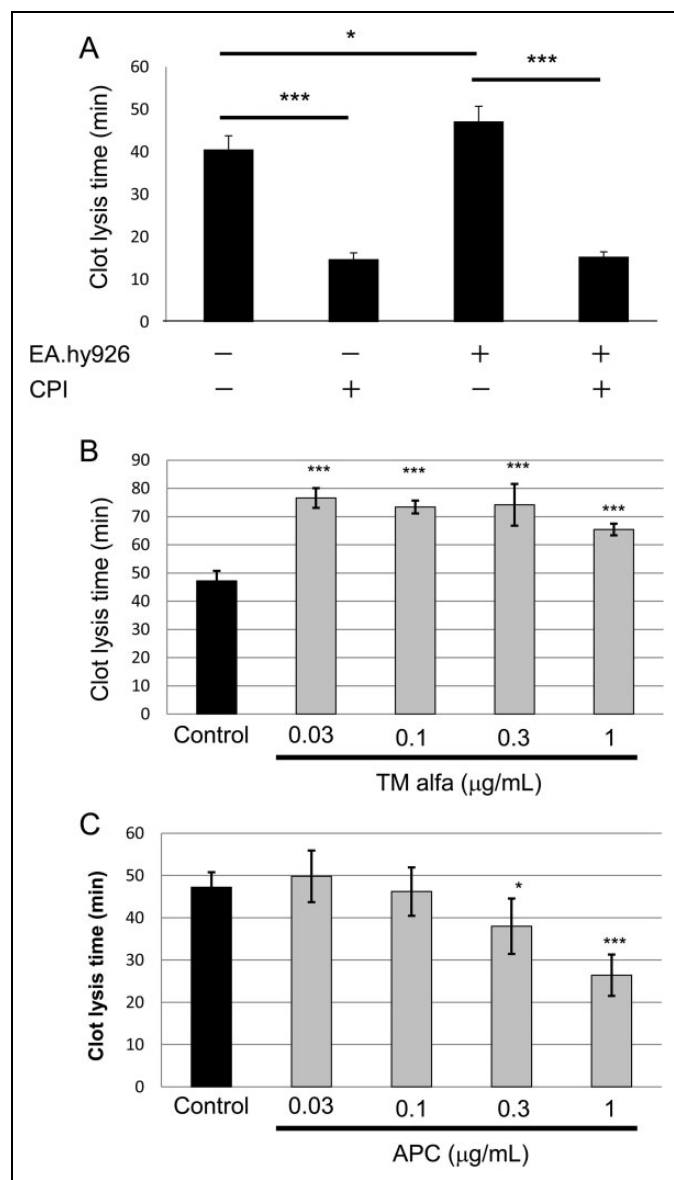 A
*
***
***
Clot lysis time (min)
60
50
40
30
20
10
0
EA.hy926 − − + +
CPI − + − +
B
Clot lysis time (min)
90
80
70
60
50
40
30
20
10
0
*** *** *** ***
Control 0.03 0.1 0.3 1
TM alfa (μg/mL)
C
Clot lysis time (min)
60
50
40
30
20
10
0
* ***
Control 0.03 0.1 0.3 1
APC (μg/mL)